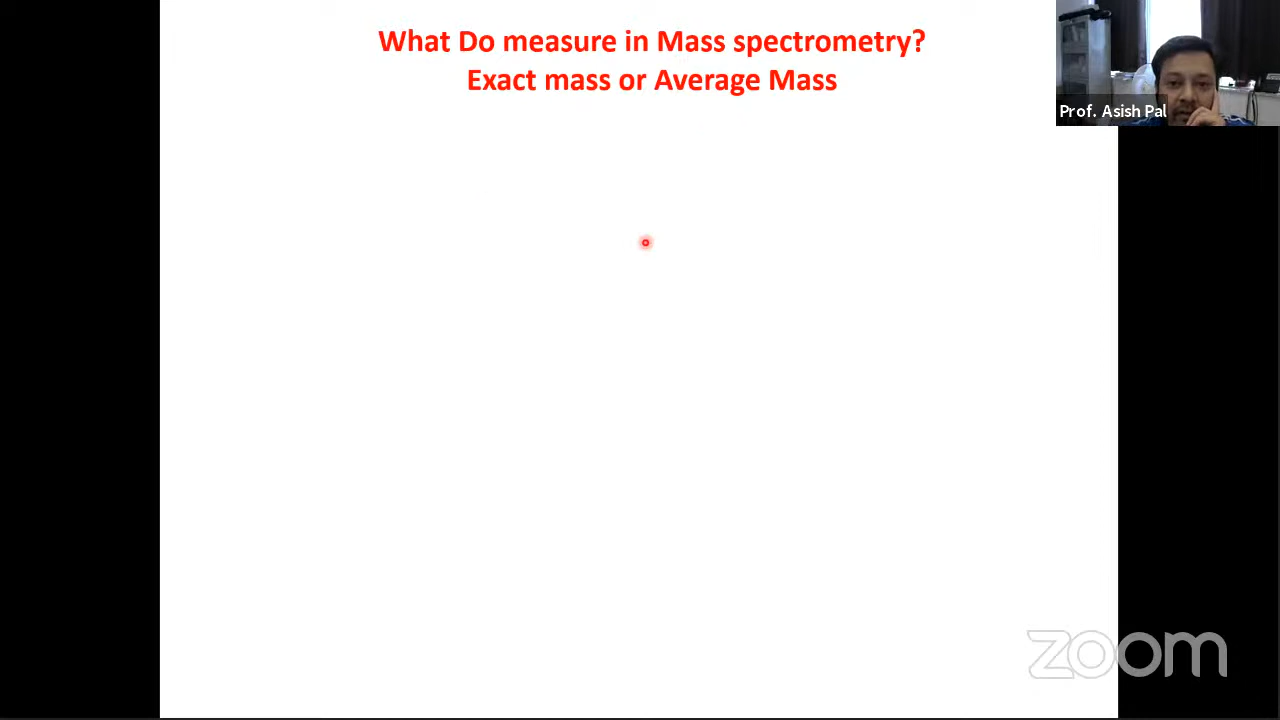 What Do measure in Mass spectrometry?
Exact mass or Average Mass
Prof. Asish Pal
zoom